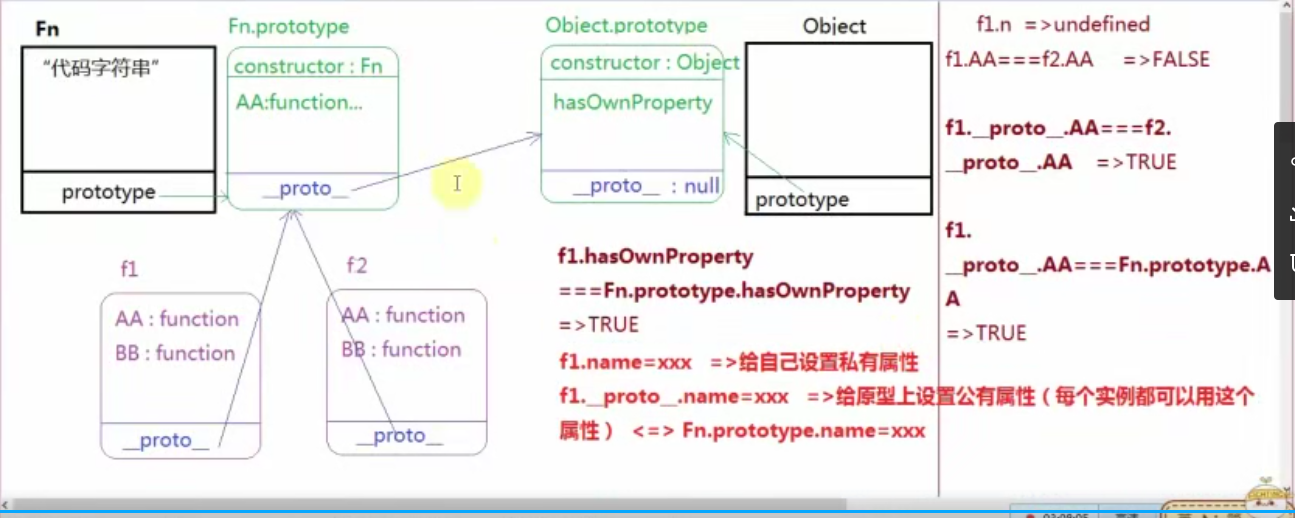 Fn
"代码字符串"
prototype
Fn.prototype
constructor : Fn
AA:function...
__proto__
Object.prototype
constructor : Object
hasOwnProperty
__proto__ : null
Object
prototype
f1
AA : function
BB : function
__proto__
f2
AA : function
BB : function
__proto__
f1.hasOwnProperty
===Fn.prototype.hasOwnProperty
=>TRUE
f1.name=xxx =>给自己设置私有属性
f1.__proto__.name=xxx =>给原型上设置公有属性（每个实例都可以用这个
属性） <=> Fn.prototype.name=xxx
f1.n =>undefined
f1.AA===f2.AA =>FALSE
f1.__proto__.AA===f2.
__proto__.AA =>TRUE
f1.
__proto__.AA===Fn.prototype.A
A
=>TRUE